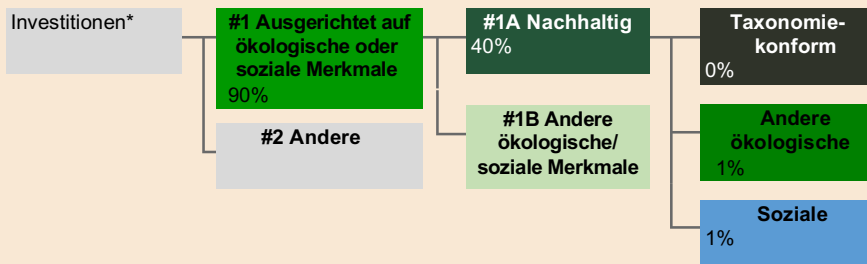 Investitionen*
#1 Ausgerichtet auf
ökologische oder
soziale Merkmale
90%
#2 Andere
#1A Nachhaltig
40%
#1B Andere
ökologische/
soziale Merkmale
Taxonomie-
konform
0%
Andere
ökologische
1%
Soziale
1%